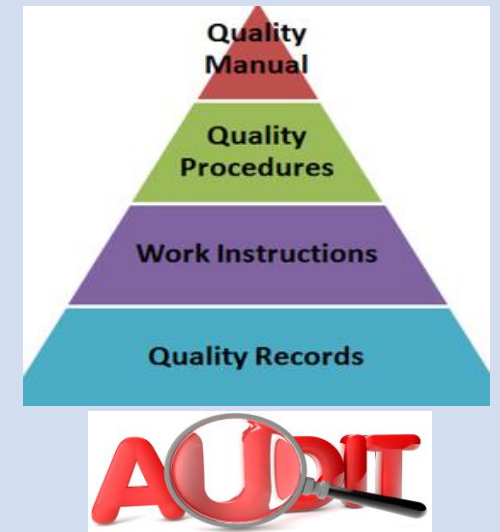 Quality
Manual
Quality
Procedures
Work Instructions
Quality Records
AUDIT